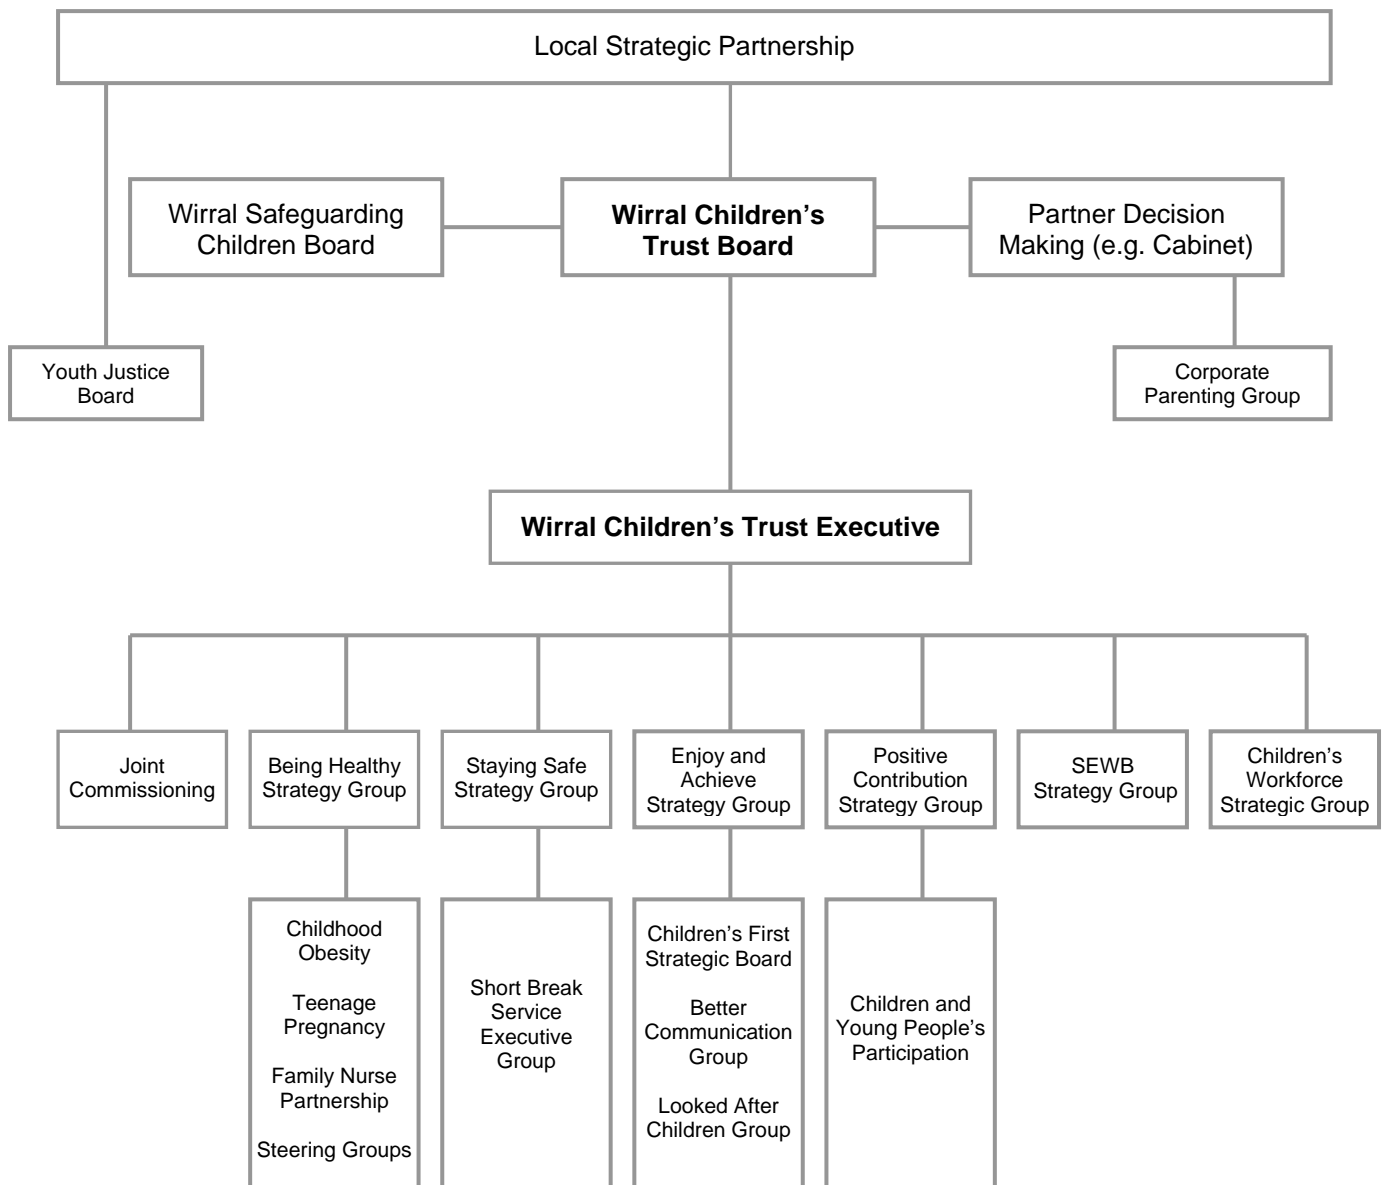 Local Strategic Partnership
Wirral Safeguarding
Children Board
Wirral Children’s
Trust Board
Partner Decision
Making (e.g. Cabinet)
Youth Justice
Board
Corporate
Parenting Group
Wirral Children’s Trust Executive
Joint
Commissioning
Being Healthy
Strategy Group
Staying Safe
Strategy Group
Enjoy and
Achieve
Strategy Group
Positive
Contribution
Strategy Group
SEWB
Strategy Group
Children’s
Workforce
Strategic Group
Childhood
Obesity
Teenage
Pregnancy
Family Nurse
Partnership
Steering Groups
Short Break
Service
Executive
Group
Children’s First
Strategic Board
Better
Communication
Group
Looked After
Children Group
Children and
Young People’s
Participation